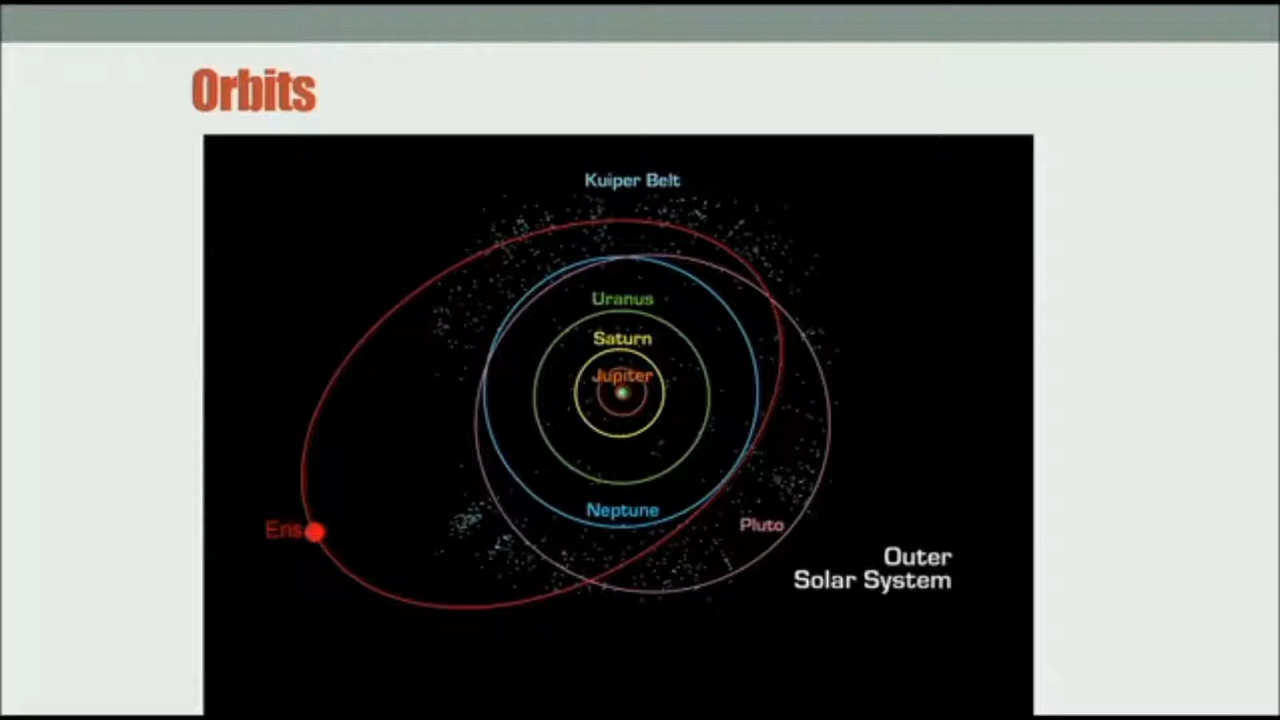 Orbits
Kuiper Belt
Uranus
Saturn
Jupiter
Eris
Neptune
Pluto
Outer
Solar System